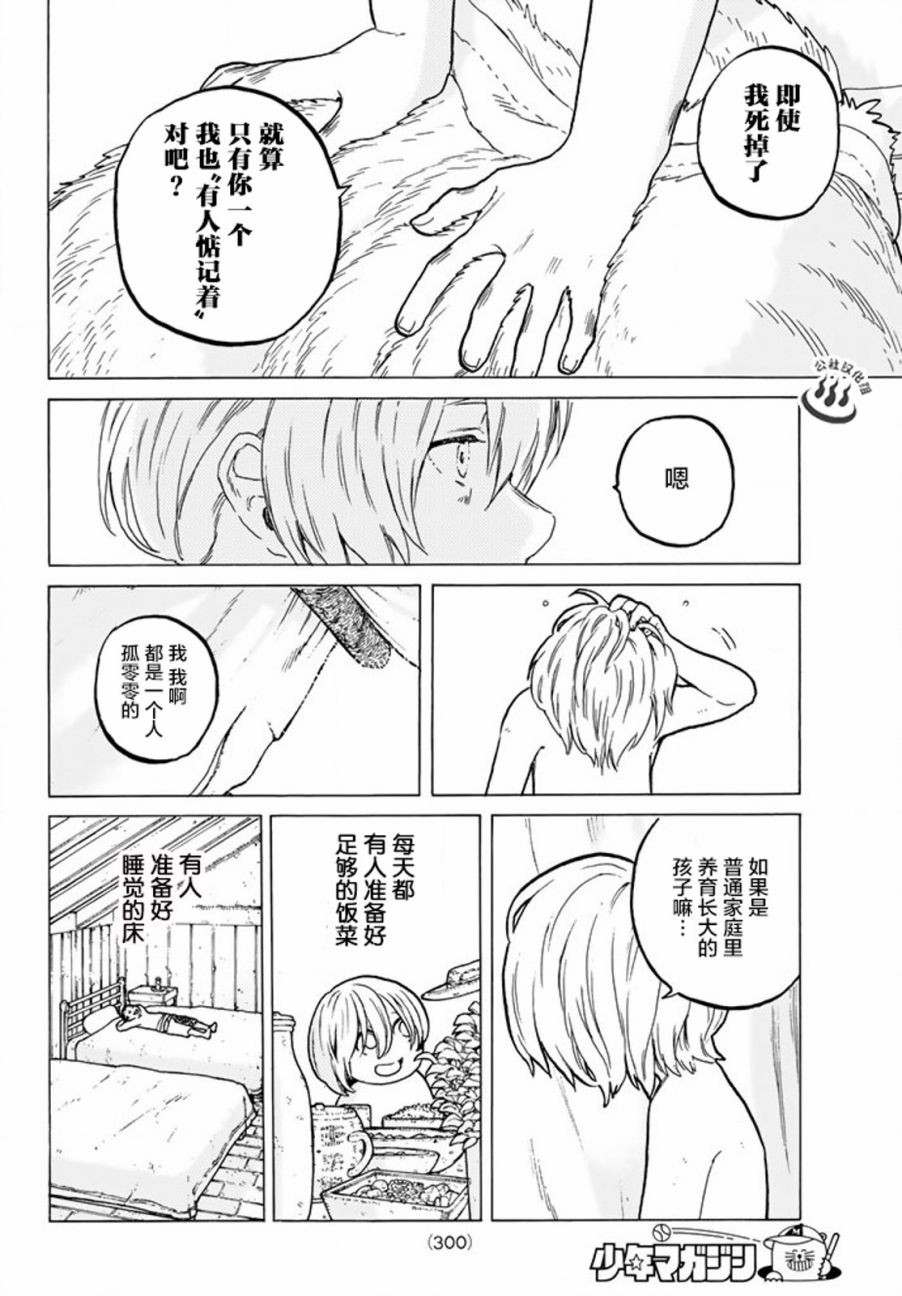 即使
我死掉了
就算
只有你一个
我也〝有人惦记着〞
对吧？
公社汉化组
嗯
我 我啊
都是一个人
孤零零的
如果是
普通家庭里
养育长大的
孩子嘛…
每天都
有人准备好
足够的饭菜
有人
准备好
睡觉的床
(300)
少年マガジン
M